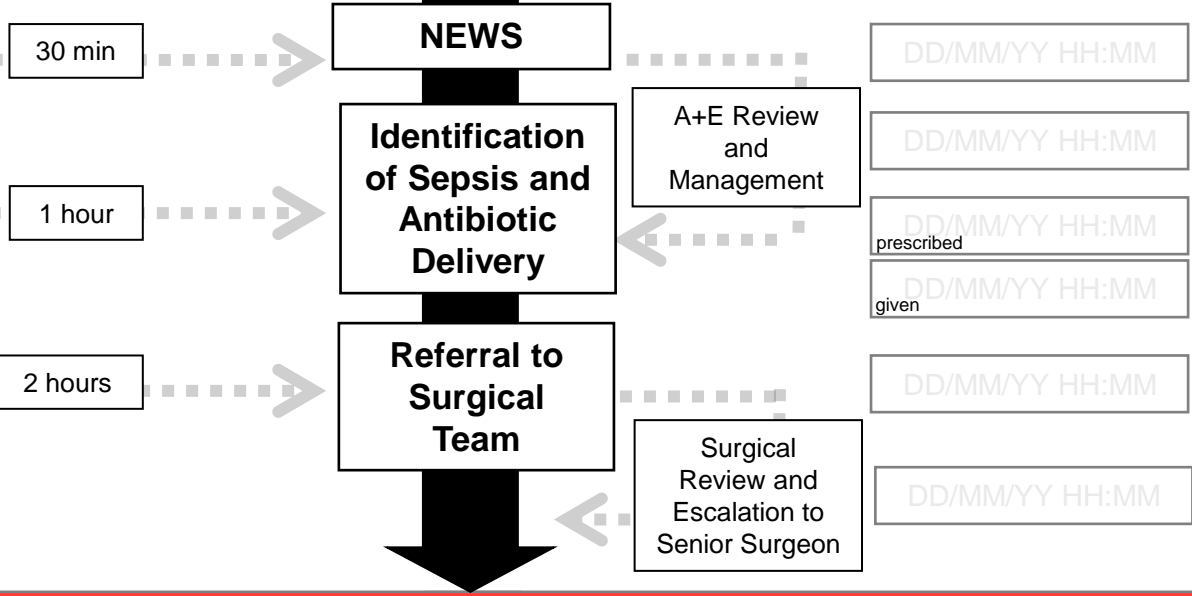 30 min
NEWS
DD/MM/YY HH:MM
A+E Review
and
Management
DD/MM/YY HH:MM
1 hour
Identification
of Sepsis and
Antibiotic
Delivery
DD/MM/YY HH:MM
prescribed
DD/MM/YY HH:MM
given
2 hours
Referral to
Surgical
Team
DD/MM/YY HH:MM
Surgical
Review and
Escalation to
Senior Surgeon
DD/MM/YY HH:MM